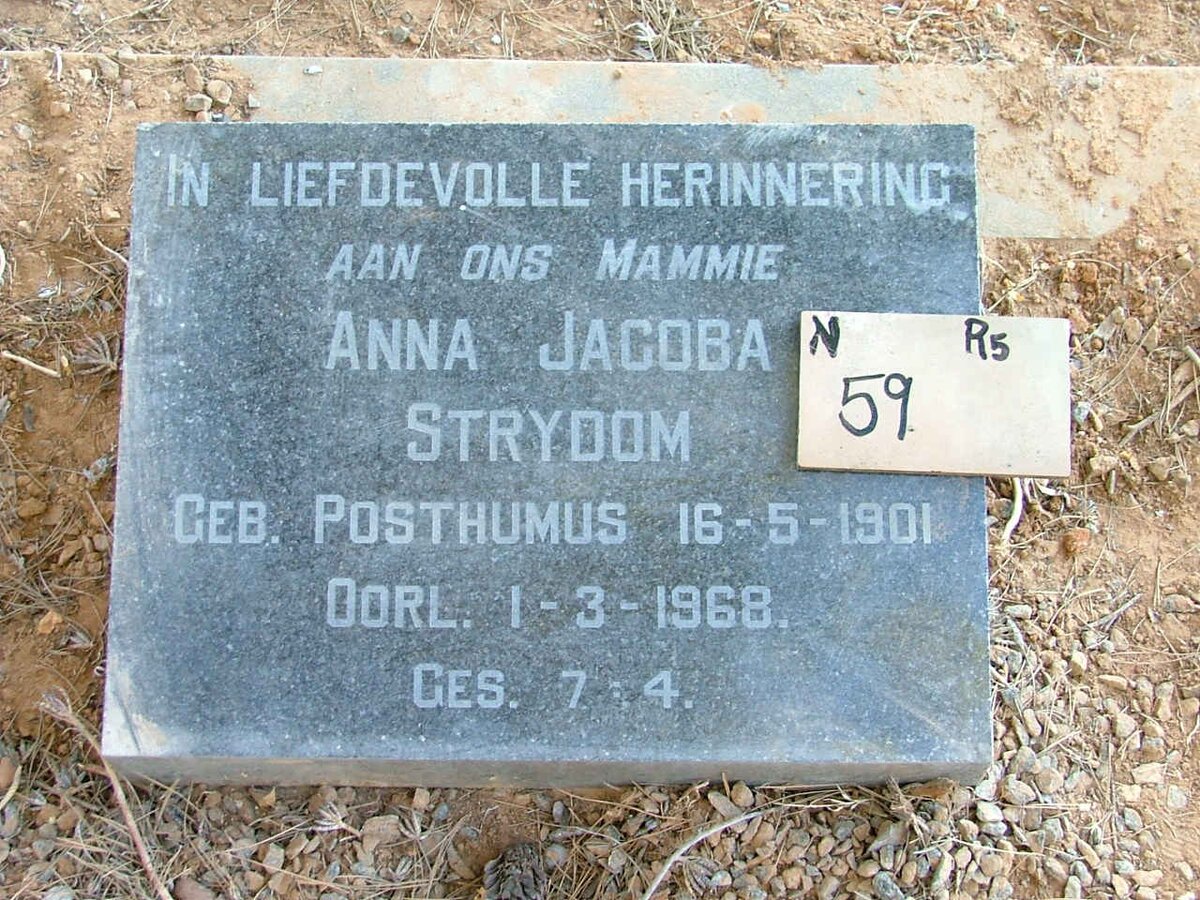 IN LIEFDEVOLLE HERINNERING
AAN ONS MAMMIE
ANNA JACOBA
STRYDOM
GEB. POSTHUMUS 16-5-1901
OORL. 1-3-1968.
GES. 7:4.
N R5
59